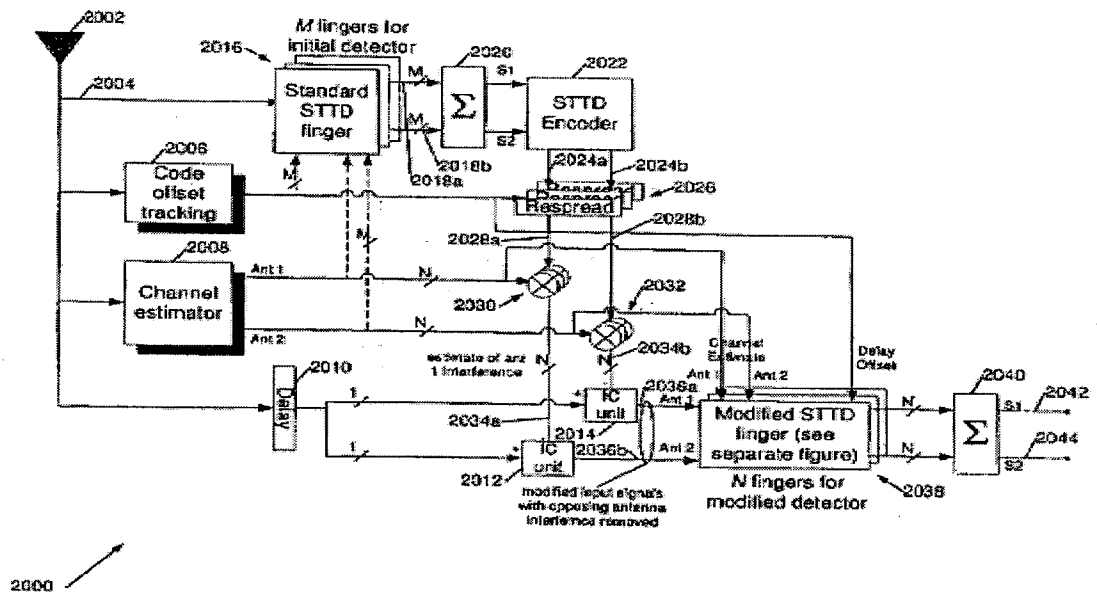 2002
M fingers for
initial detector
2016
2020
2022
2004
Standard
STTD
finger
M
M
Σ
S1
S2
STTD
Encoder
2018b
2018a
2024a
2024b
2006
Code
offset
tracking
M
Respread
2026
2028a
2028b
2008
Channel
estimator
Ant 1
Ant 2
M
N
N
2030
2032
2034b
Channel
Estimate
Delay
Offset
estimate of ant
1 interference
N
N
Ant 1
Ant 2
2010
Delay
1
1
2034a
IC
unit
2014
2036a
Ant 1
IC
unit
2012
2036b
Ant 2
Modified STTD
finger (see
separate figure)
N
N
2040
Σ
S1
S2
2042
2044
2038
modified input signals
with opposing antenna
interference removed
N fingers for
modified detector
2000